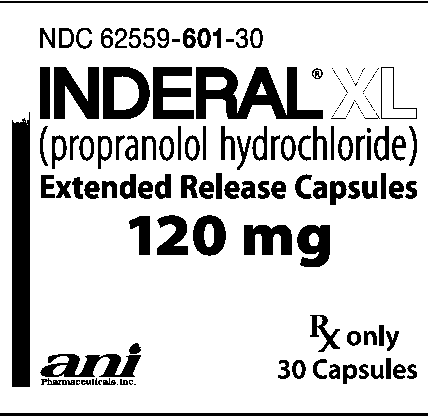 NDC 62559-601-30
INDERAL® XL
(propranolol hydrochloride)
Extended Release Capsules
120 mg
Rx only
30 Capsules
ani
Pharmaceuticals, Inc.